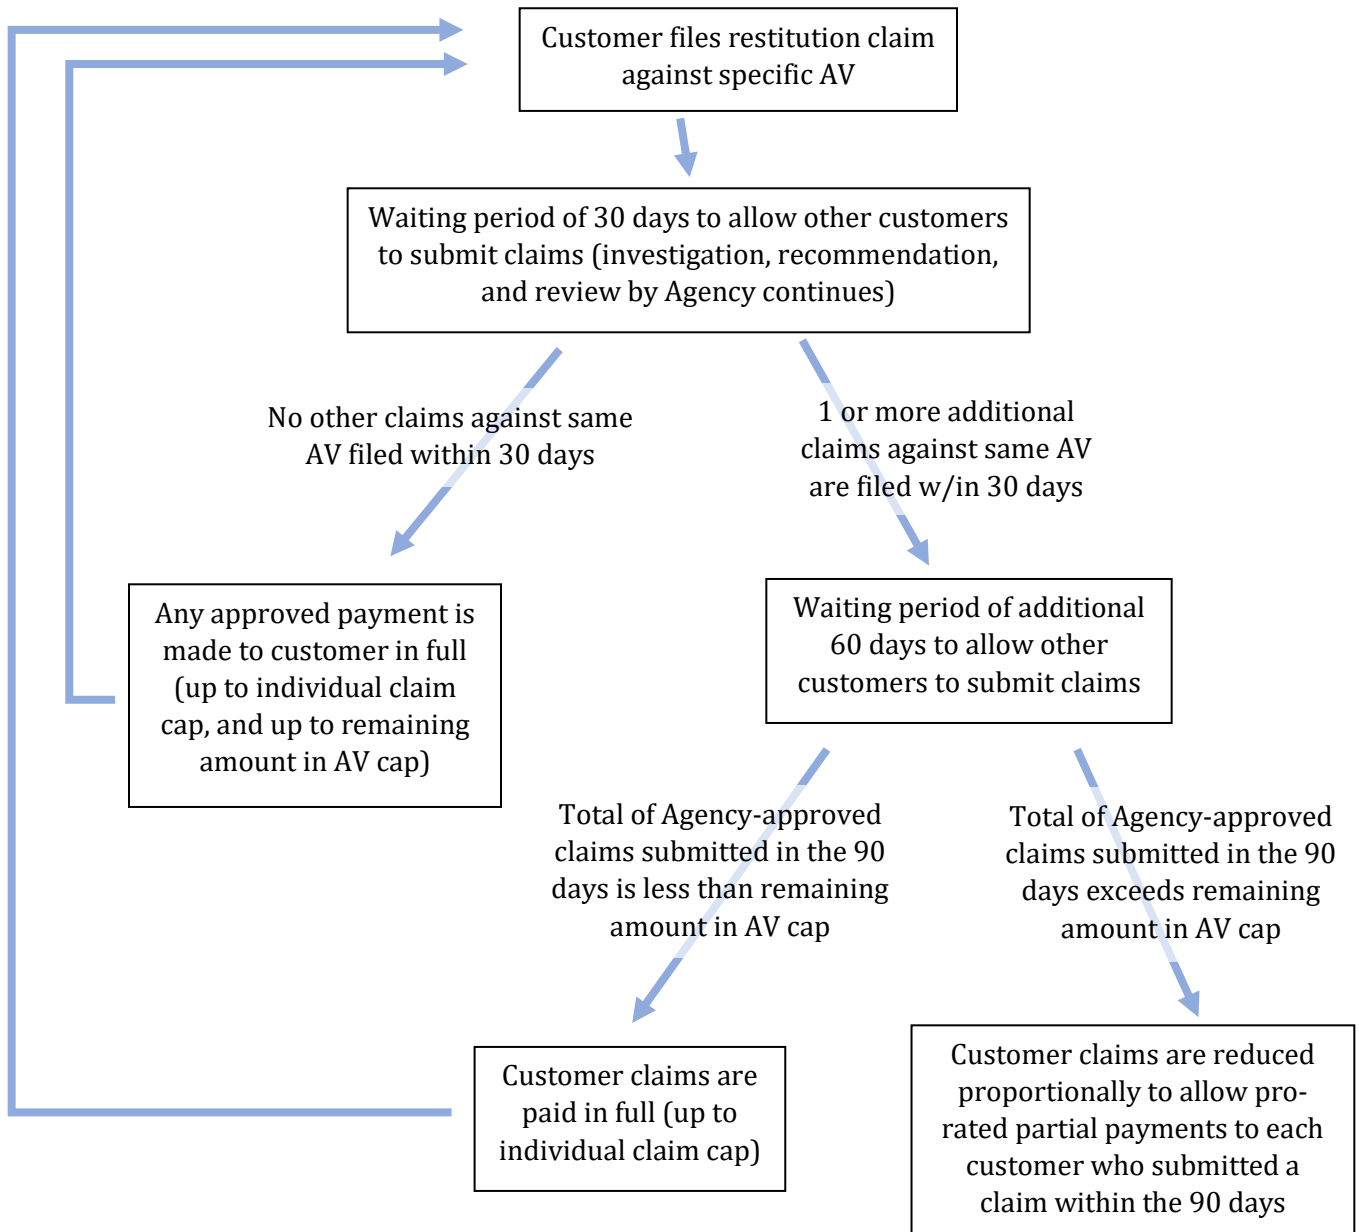 Customer files restitution claim
against specific AV
Waiting period of 30 days to allow other customers
to submit claims (investigation, recommendation,
and review by Agency continues)
No other claims against same
AV filed within 30 days
1 or more additional
claims against same AV
are filed w/in 30 days
Any approved payment is
made to customer in full
(up to individual claim
cap, and up to remaining
amount in AV cap)
Waiting period of additional
60 days to allow other
customers to submit claims
Total of Agency-approved
claims submitted in the 90
days is less than remaining
amount in AV cap
Total of Agency-approved
claims submitted in the 90
days exceeds remaining
amount in AV cap
Customer claims are
paid in full (up to
individual claim cap)
Customer claims are reduced
proportionally to allow pro-
rated partial payments to each
customer who submitted a
claim within the 90 days